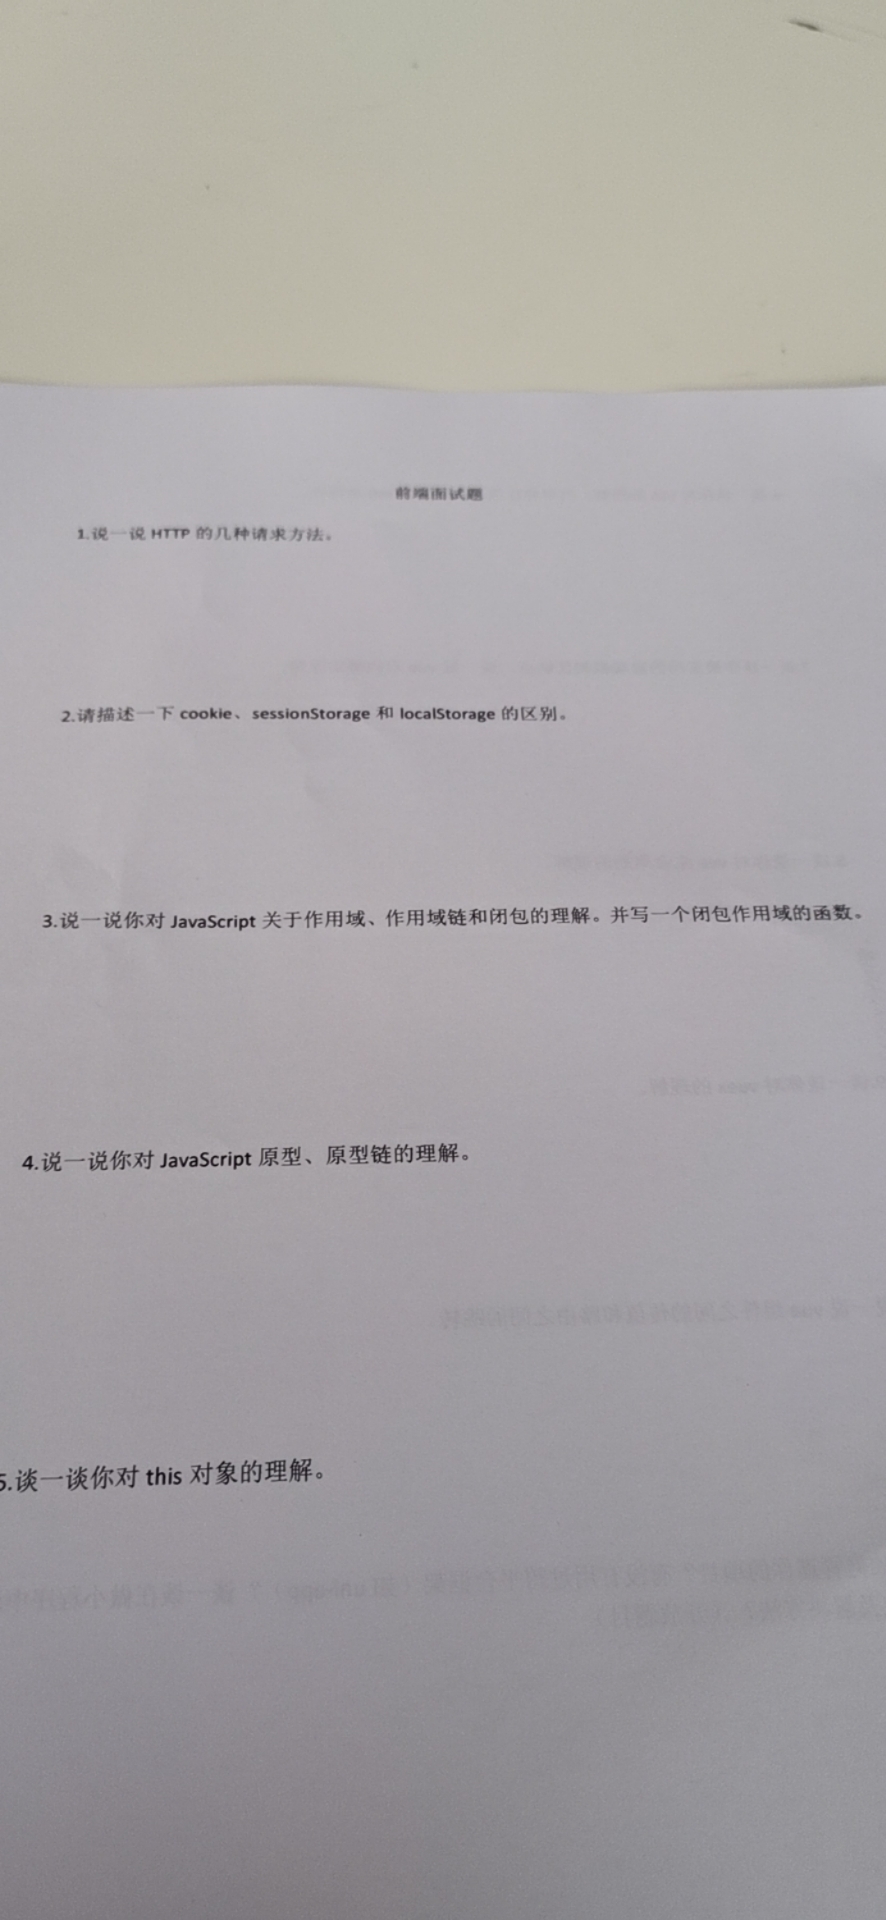 前端面试题
1.说一说 HTTP 的几种请求方法。
2.请描述一下 cookie、sessionStorage 和 localStorage 的区别。
3.说一说你对 JavaScript 关于作用域、作用域链和闭包的理解。并写一个闭包作用域的函数。
4.说一说你对 JavaScript 原型、原型链的理解。
5.谈一谈你对 this 对象的理解。